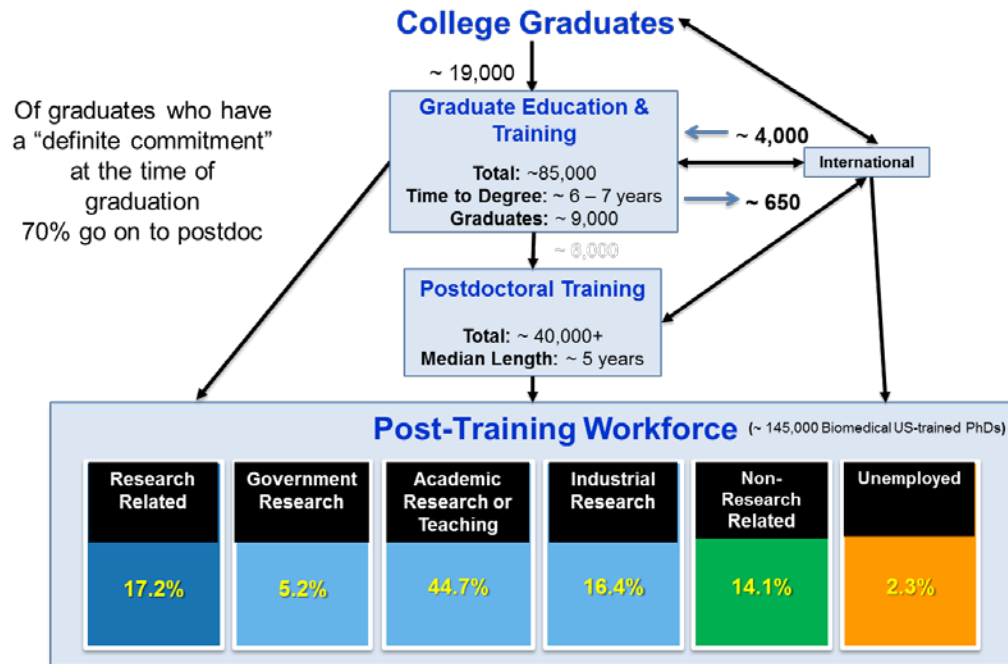 College Graduates
~ 19,000
Of graduates who have
a “definite commitment”
at the time of
graduation
70% go on to postdoc
Graduate Education &
Training
Total: ~85,000
Time to Degree: ~ 6 – 7 years
Graduates: ~ 9,000
~ 4,000
International
~ 650
~ 6,000
Postdoctoral Training
Total: ~ 40,000+
Median Length: ~ 5 years
Post-Training Workforce (~ 145,000 Biomedical US-trained PhDs)
Research
Related
17.2%
Government
Research
5.2%
Academic
Research or
Teaching
44.7%
Industrial
Research
16.4%
Non-
Research
Related
14.1%
Unemployed
2.3%